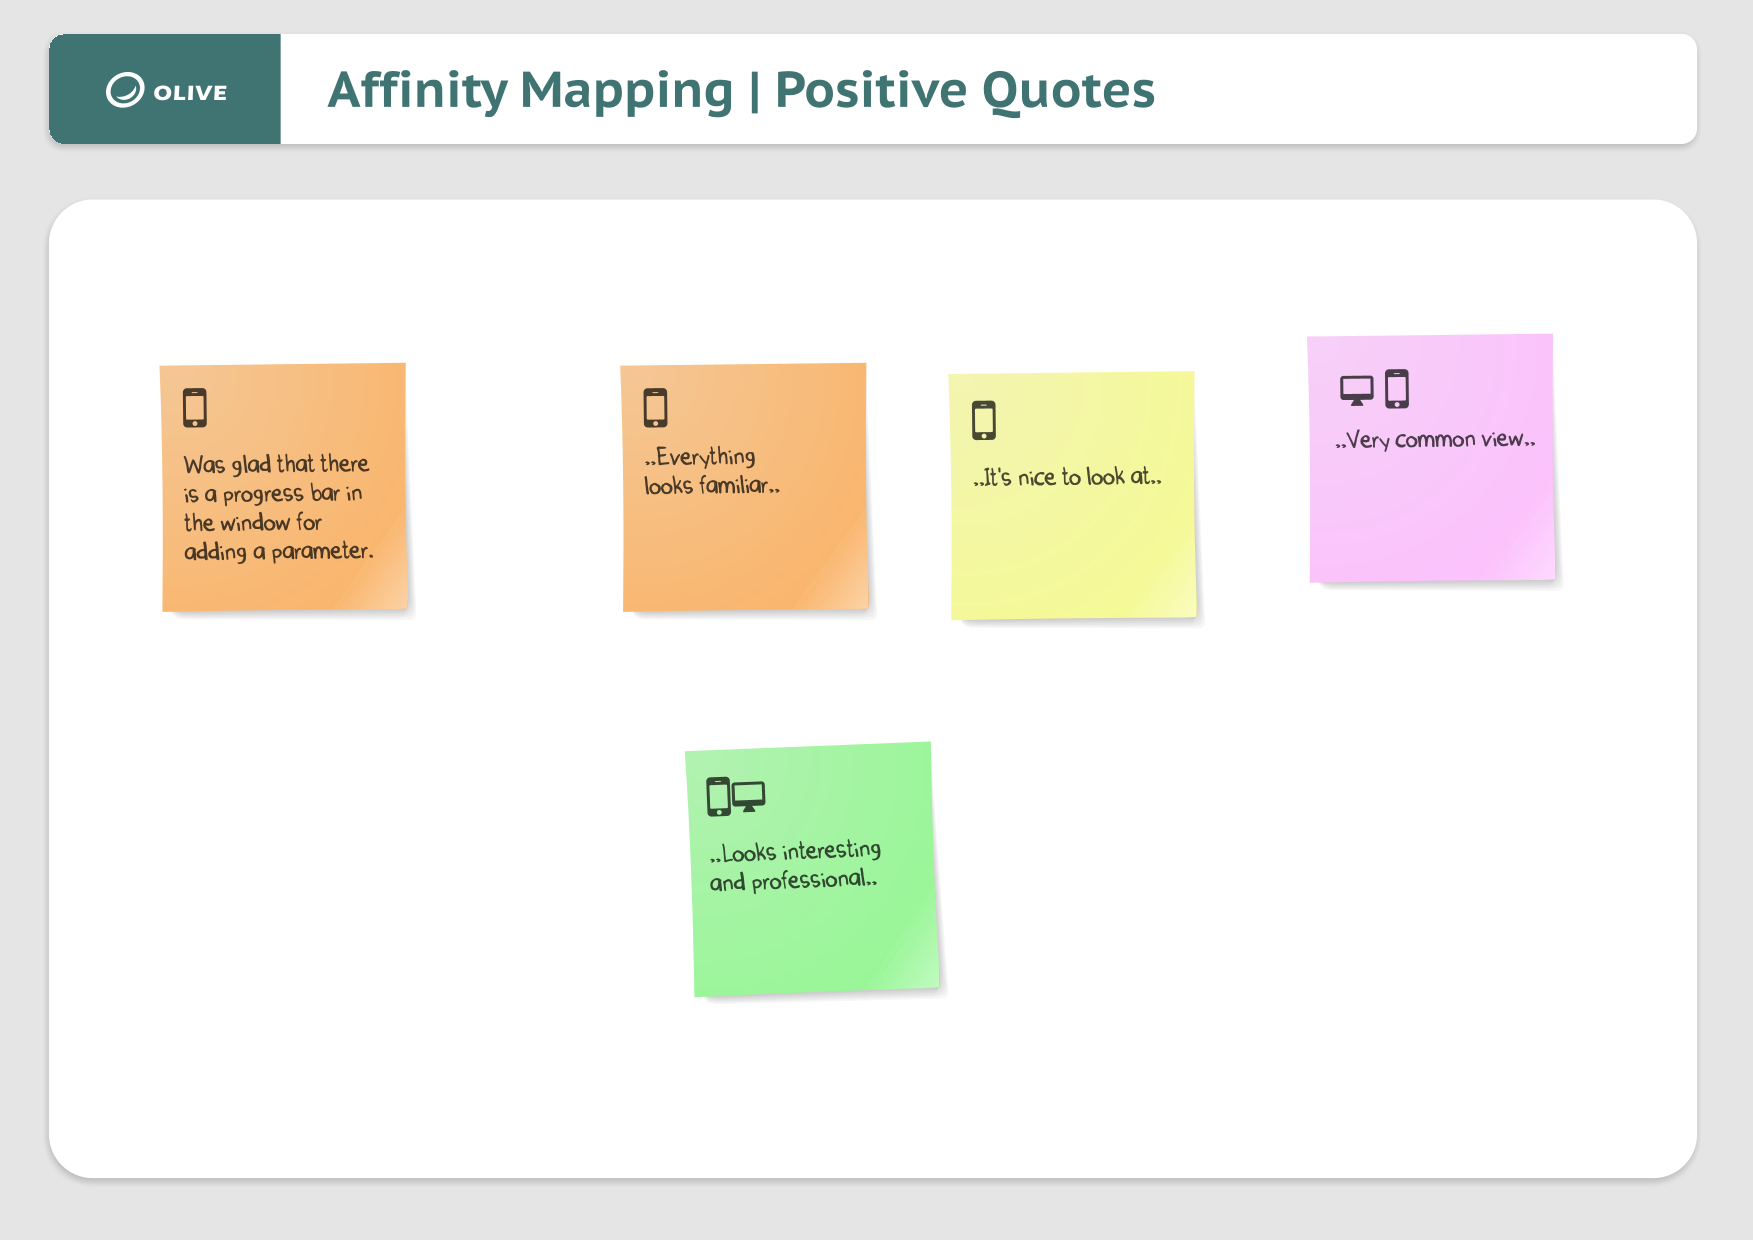 OLIVE
Affinity Mapping | Positive Quotes
Was glad that there
is a progress bar in
the window for
adding a parameter.
..Everything
looks familiar..
..It's nice to look at..
..Very common view..
..Looks interesting
and professional..